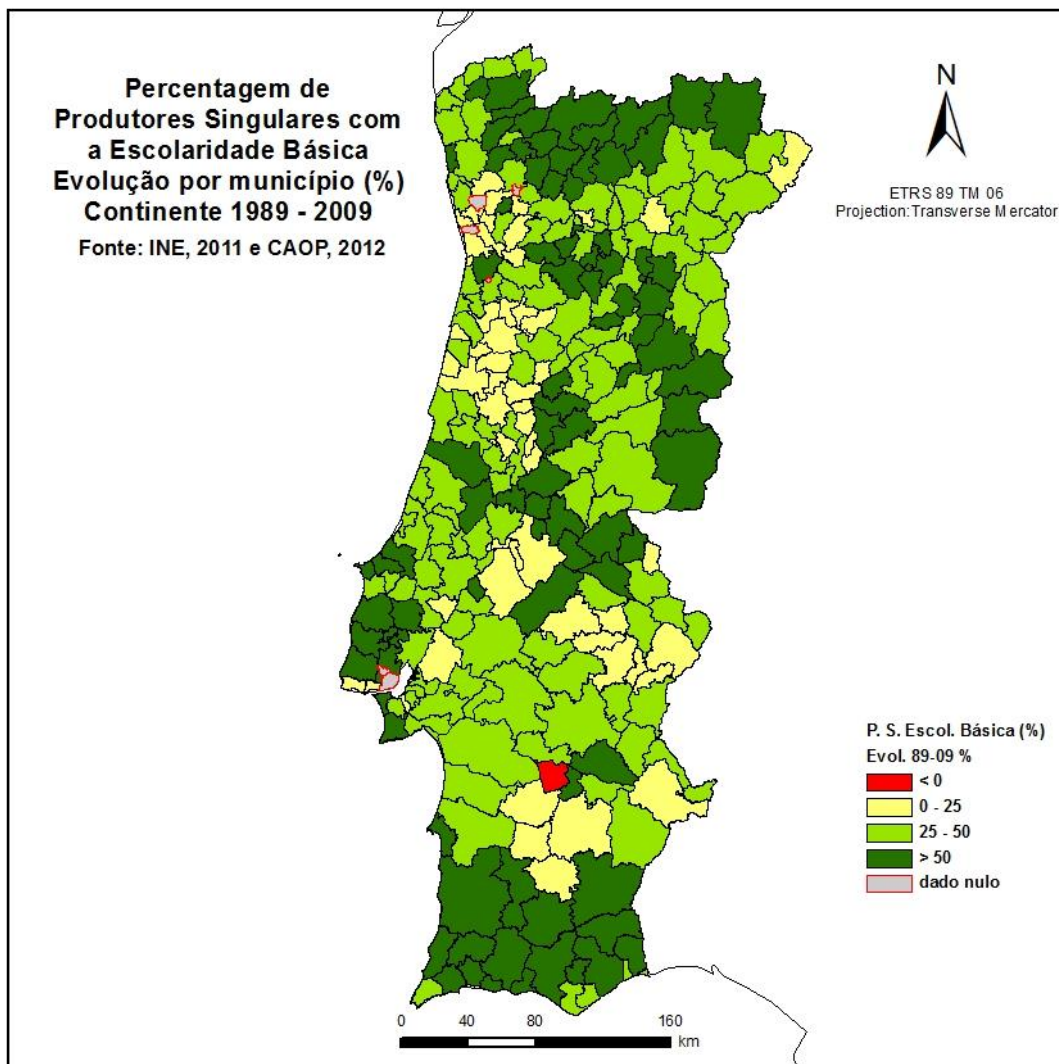 Percentagem de
Produtores Singulares com
a Escolaridade Básica
Evolução por município (%)
Continente 1989 - 2009
Fonte: INE, 2011 e CAOP, 2012
N
ETRS 89 TM 06
Projection: Transverse Mercator
P. S. Escol. Básica (%)
Evol. 89-09 %
< 0
0 - 25
25 - 50
> 50
dado nulo
0 40 80 160
km